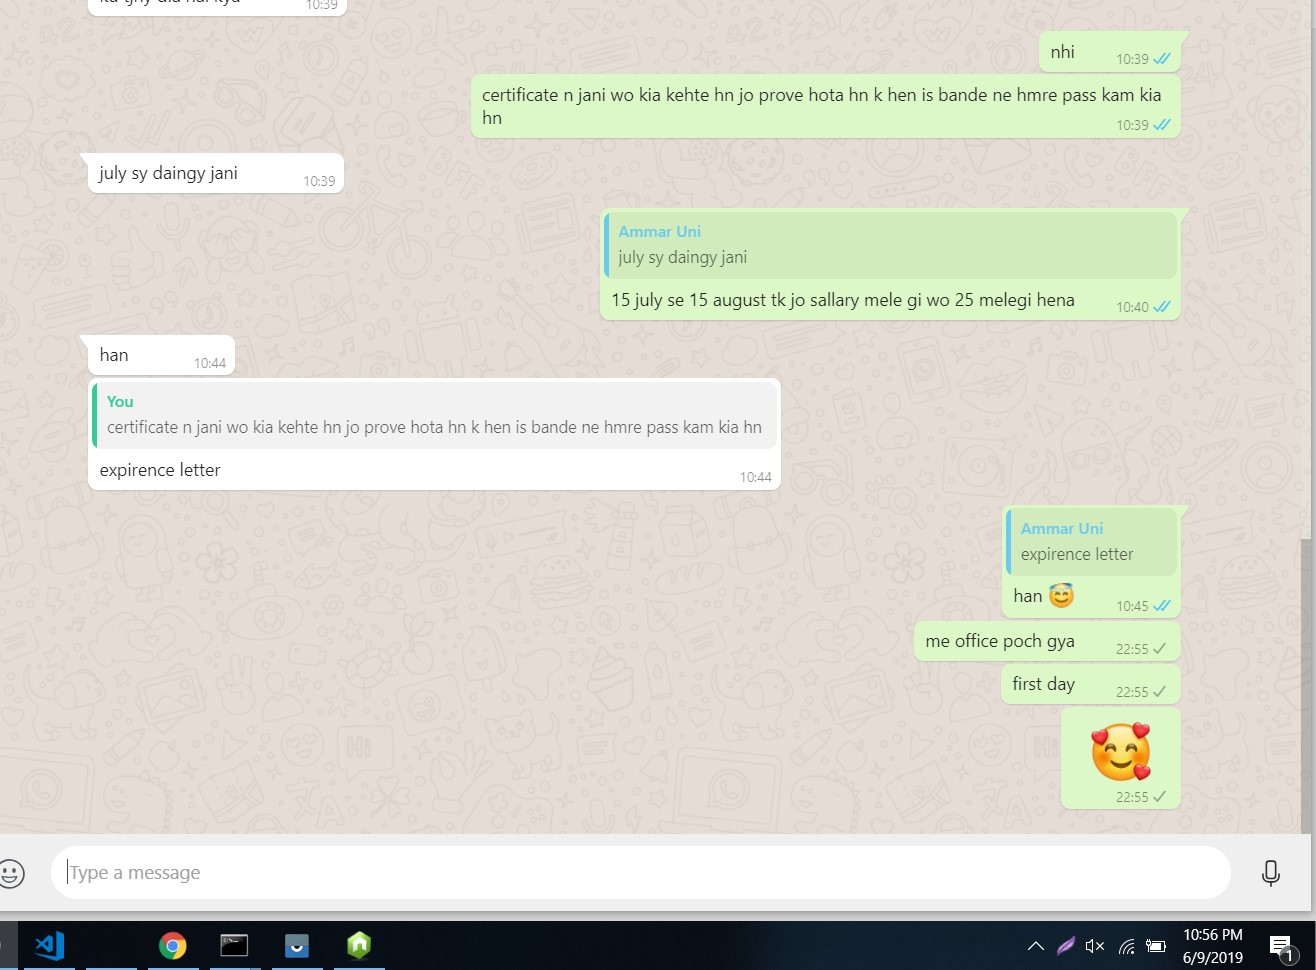 10:39
nhi
10:39
certificate n jani wo kia kehte hn jo prove hota hn k hen is bande ne hmre pass kam kia
hn
10:39
july sy daingy jani
10:39
Ammar Uni
july sy daingy jani
15 july se 15 august tk jo sallary mele gi wo 25 melegi hena
10:40
han
10:44
You
certificate n jani wo kia kehte hn jo prove hota hn k hen is bande ne hmre pass kam kia hn
expirence letter
10:44
Ammar Uni
expirence letter
han 😇
10:45
me office poch gya
22:55
first day
22:55
🥰
22:55
Type a message
10:56 PM
6/9/2019
1